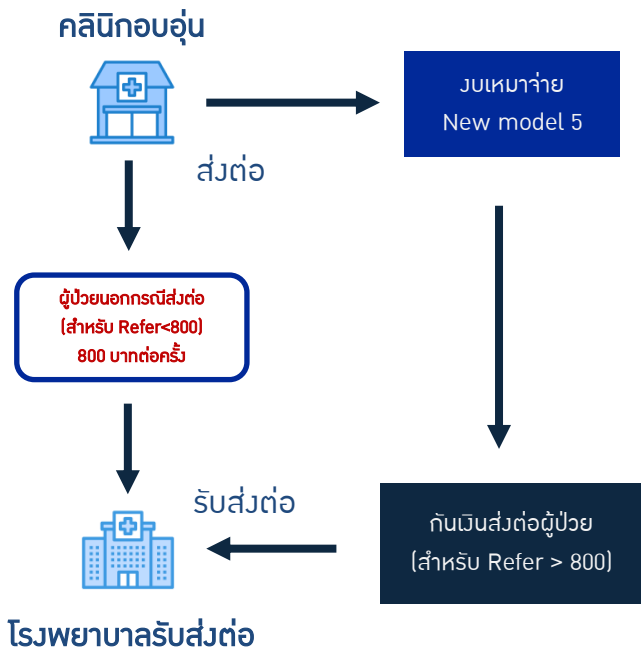 คลินิกอบอุ่น
งบเหมาจ่าย
New model 5
ส่งต่อ
ผู้ป่วยนอกกรณีส่งต่อ
(สำหรับ Refer<800)
800 บาทต่อครั้ง
รับส่งต่อ
กันเงินส่งต่อผู้ป่วย
(สำหรับ Refer > 800)
โรงพยาบาลรับส่งต่อ